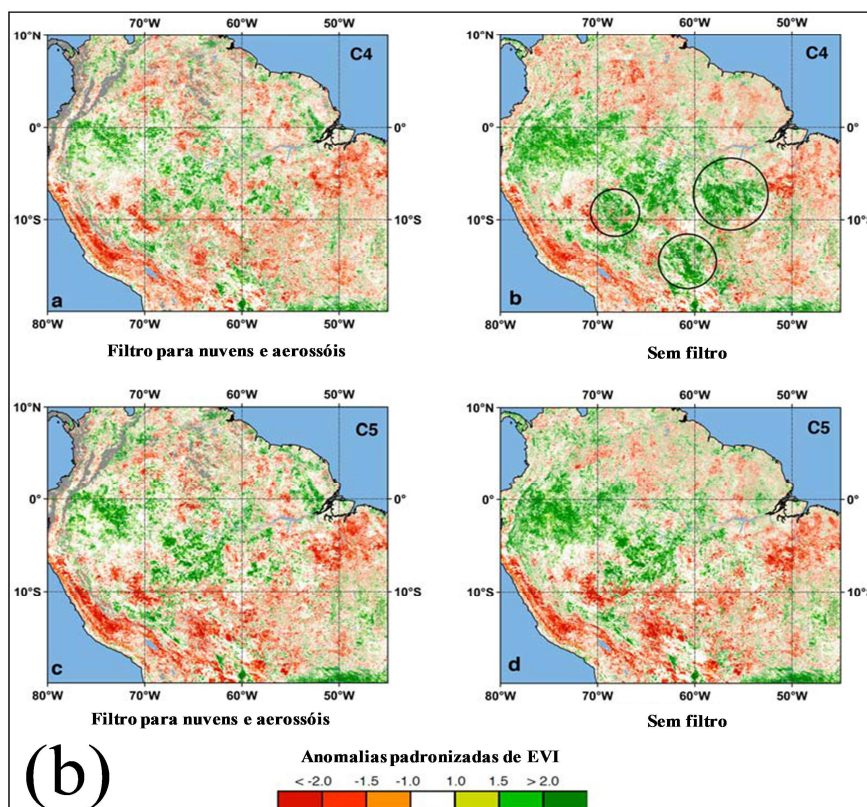 70°W 60°W 50°W 70°W 60°W 50°W
10°N C4 10°N C4
0° 0° 0°
10°S 10°S 10°S
a b
80°W 70°W 60°W 50°W 80°W 70°W 60°W 50°W
Filtro para nuvens e aerossóis Sem filtro
70°W 60°W 50°W 70°W 60°W 50°W
10°N C5 10°N C5
0° 0° 0°
10°S 10°S 10°S
c d
80°W 70°W 60°W 50°W 80°W 70°W 60°W 50°W
Filtro para nuvens e aerossóis Sem filtro
(b) Anomalias padronizadas de EVI
< -2.0 -1.5 -1.0 1.0 1.5 > 2.0